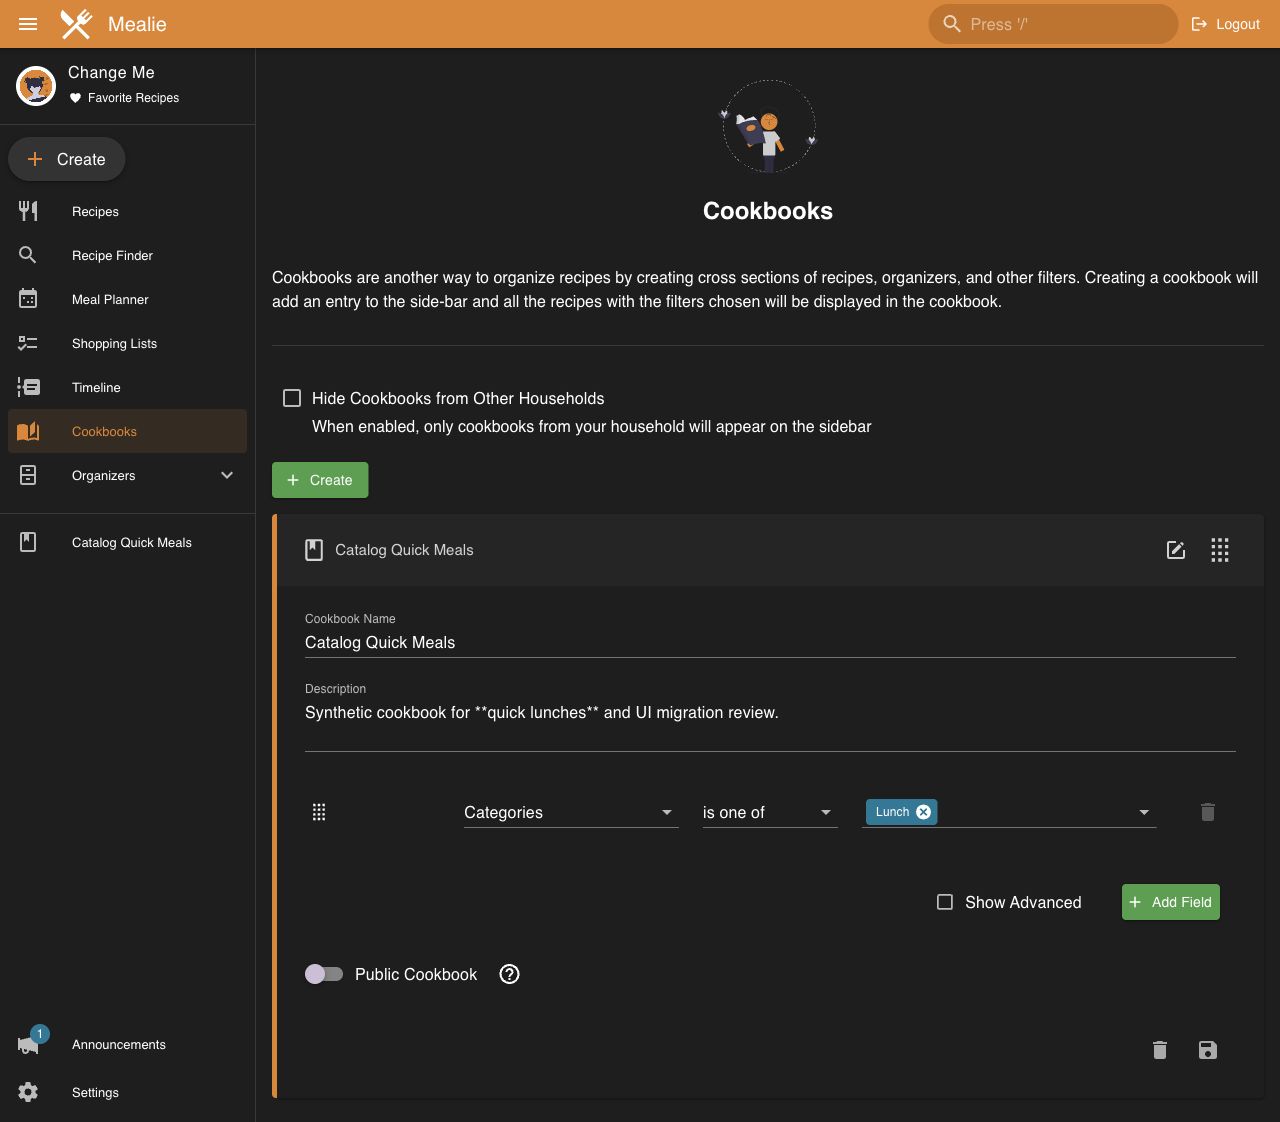 Mealie
Press '/'
Logout
Change Me
Favorite Recipes
Create
Recipes
Recipe Finder
Meal Planner
Shopping Lists
Timeline
Cookbooks
Organizers
Catalog Quick Meals
Announcements
1
Settings
Cookbooks
Cookbooks are another way to organize recipes by creating cross sections of recipes, organizers, and other filters. Creating a cookbook will
add an entry to the side-bar and all the recipes with the filters chosen will be displayed in the cookbook.
Hide Cookbooks from Other Households
When enabled, only cookbooks from your household will appear on the sidebar
Create
Catalog Quick Meals
Cookbook Name
Catalog Quick Meals
Description
Synthetic cookbook for **quick lunches** and UI migration review.
Categories
is one of
Lunch
Show Advanced
Add Field
Public Cookbook